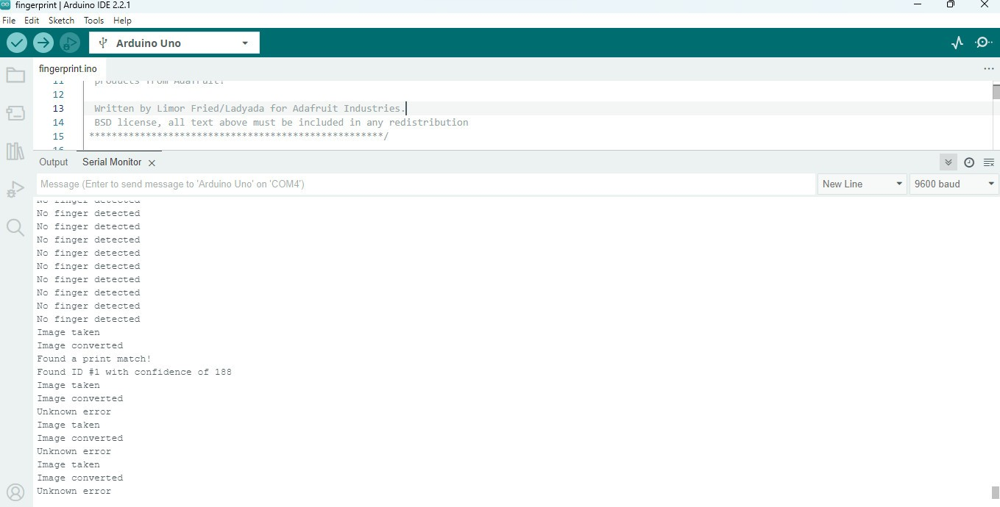 fingerprint | Arduino IDE 2.2.1
File Edit Sketch Tools Help
Arduino Uno
fingerprint.ino
11 products from Adafruit!
12
13 Written by Limor Fried/Ladyada for Adafruit Industries.
14 BSD license, all text above must be included in any redistribution
15 ****************************************************/
16
Output Serial Monitor
Message (Enter to send message to 'Arduino Uno' on 'COM4') New Line 9600 baud
No finger detected
No finger detected
No finger detected
No finger detected
No finger detected
No finger detected
No finger detected
No finger detected
No finger detected
No finger detected
Image taken
Image converted
Found a print match!
Found ID #1 with confidence of 188
Image taken
Image converted
Unknown error
Image taken
Image converted
Unknown error
Image taken
Image converted
Unknown error